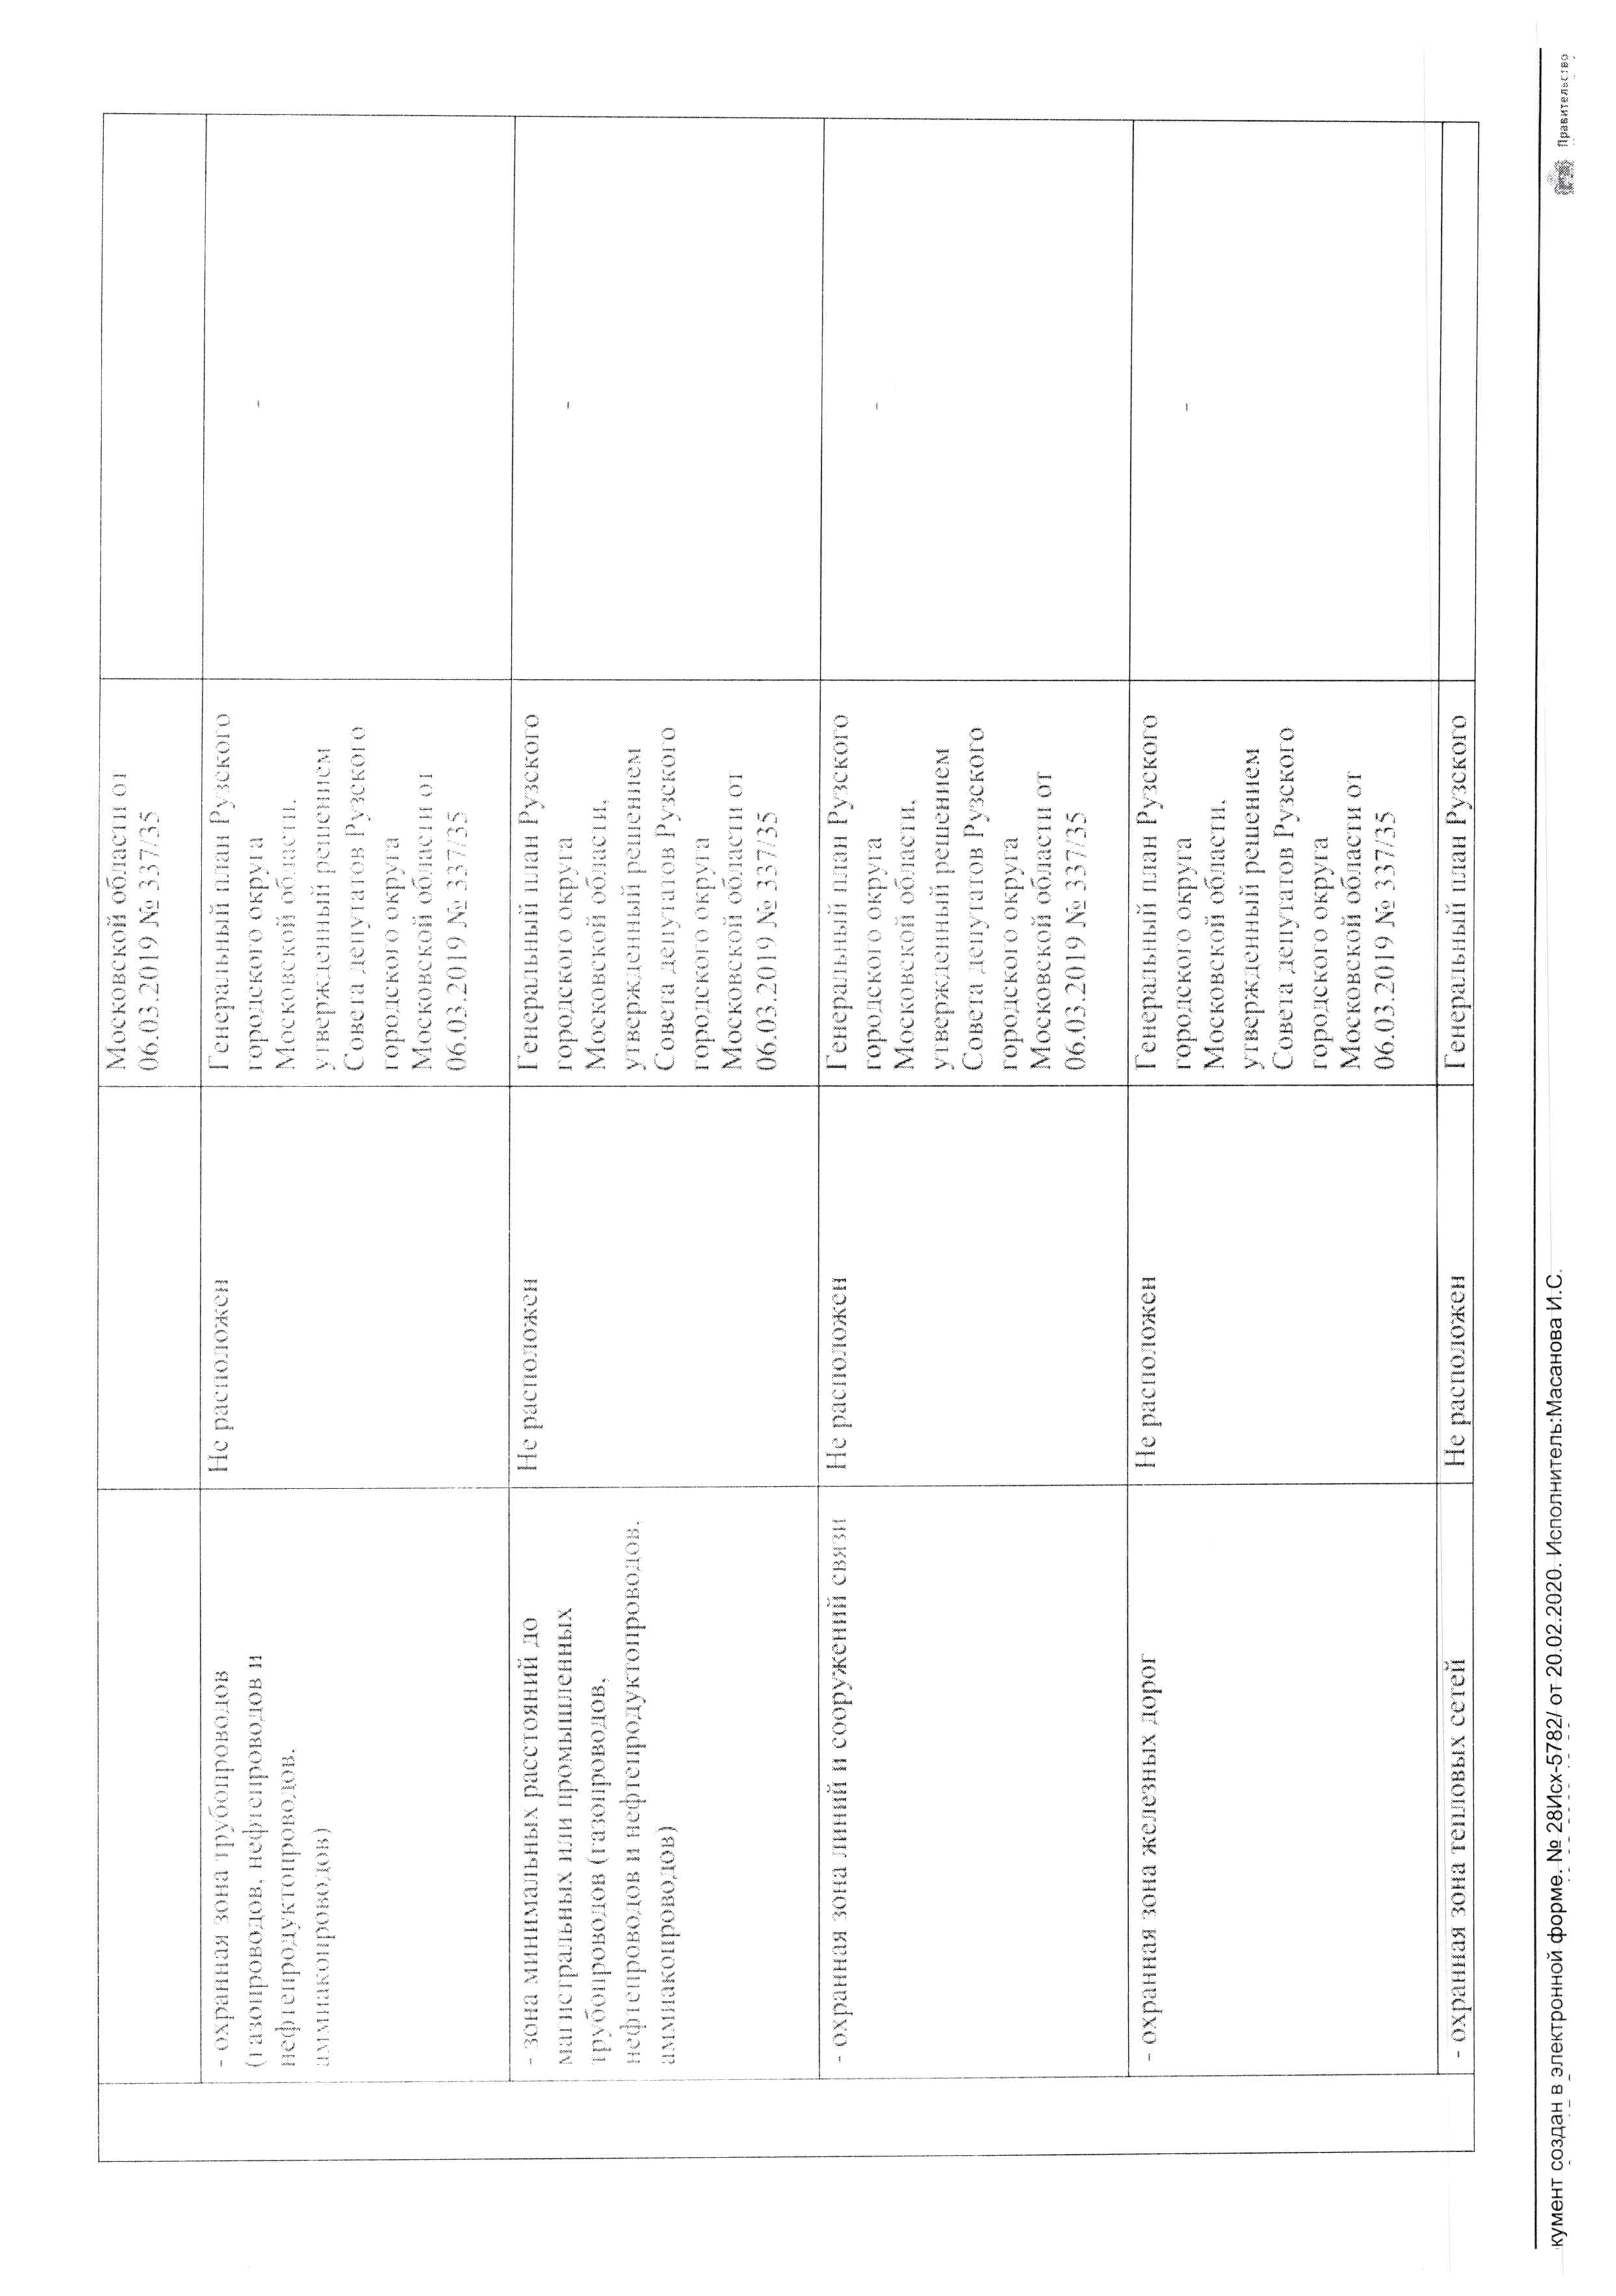 Московской области от
06.03.2019 № 337/35
- охранная зона трубопроводов
(газопроводов, нефтепроводов и
нефтепродуктопроводов,
аммиакопроводов)
Не расположен
Генеральный план Рузского
городского округа
Московской области,
утвержденный решением
Совета депутатов Рузского
городского округа
Московской области от
06.03.2019 № 337/35
-
- зона минимальных расстояний до
магистральных или промышленных
трубопроводов (газопроводов,
нефтепроводов и нефтепродуктопроводов,
аммиакопроводов)
Не расположен
Генеральный план Рузского
городского округа
Московской области,
утвержденный решением
Совета депутатов Рузского
городского округа
Московской области от
06.03.2019 № 337/35
-
- охранная зона линий и сооружений связи
Не расположен
Генеральный план Рузского
городского округа
Московской области,
утвержденный решением
Совета депутатов Рузского
городского округа
Московской области от
06.03.2019 № 337/35
-
- охранная зона железных дорог
Не расположен
Генеральный план Рузского
городского округа
Московской области,
утвержденный решением
Совета депутатов Рузского
городского округа
Московской области от
06.03.2019 № 337/35
-
- охранная зона тепловых сетей
Не расположен
Генеральный план Рузского
кумент создан в электронной форме. № 28Исх-5782/ от 20.02.2020. Исполнитель:Масанова И.С.
Правительство